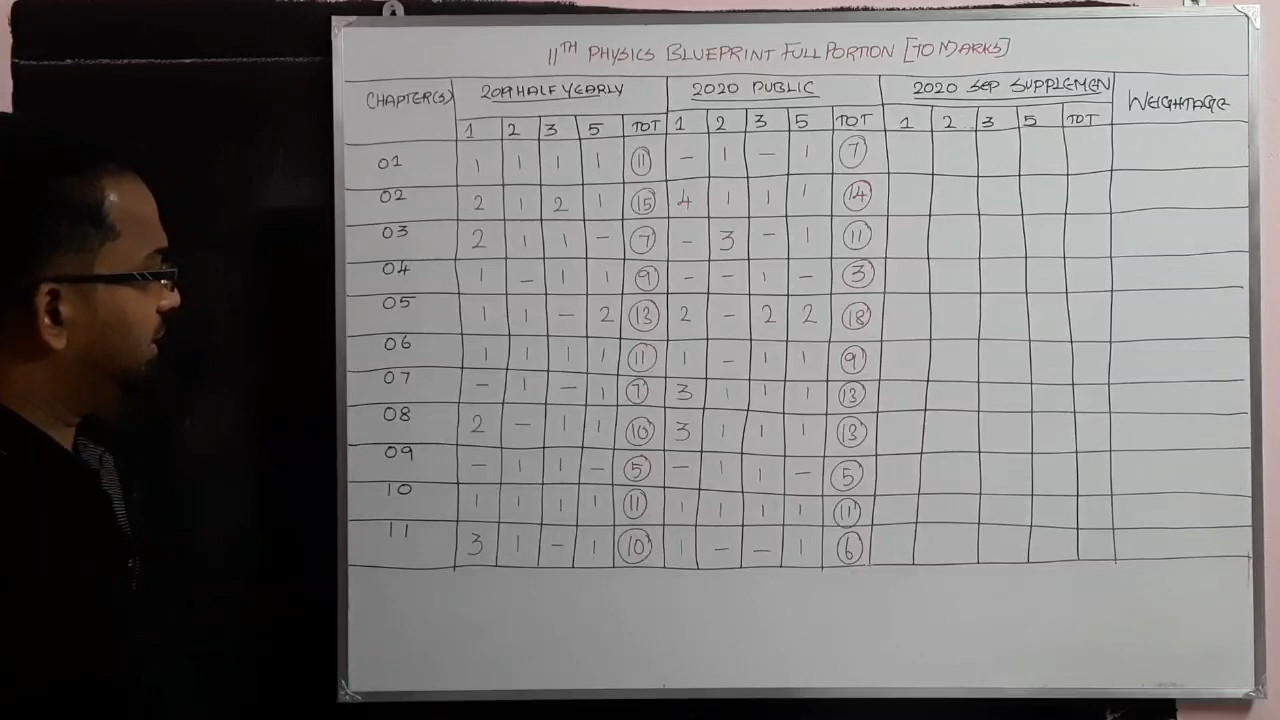 11TH PHYSICS BLUEPRINT FULL PORTION [70 MARKS]
CHAPTER(S) 2019 HALF YEARLY 2020 PUBLIC 2020 SEP SUPPLEMEN WEIGHTAGE
1 2 3 5 TOT 1 2 3 5 TOT 1 2 3 5 TOT
01 1 1 1 1 11 - 1 - 1 7
02 2 1 2 1 15 4 1 1 1 14
03 2 1 1 - 7 - 3 - 1 11
04 1 - 1 1 9 - - 1 - 3
05 1 1 - 2 13 2 - 2 2 18
06 1 1 1 1 11 1 - 1 1 9
07 - 1 - 1 7 3 1 1 1 13
08 2 - 1 1 10 3 1 1 1 13
09 - 1 1 - 5 - 1 1 - 5
10 1 1 1 1 11 1 1 1 1 11
11 3 1 - 1 10 1 - - 1 6